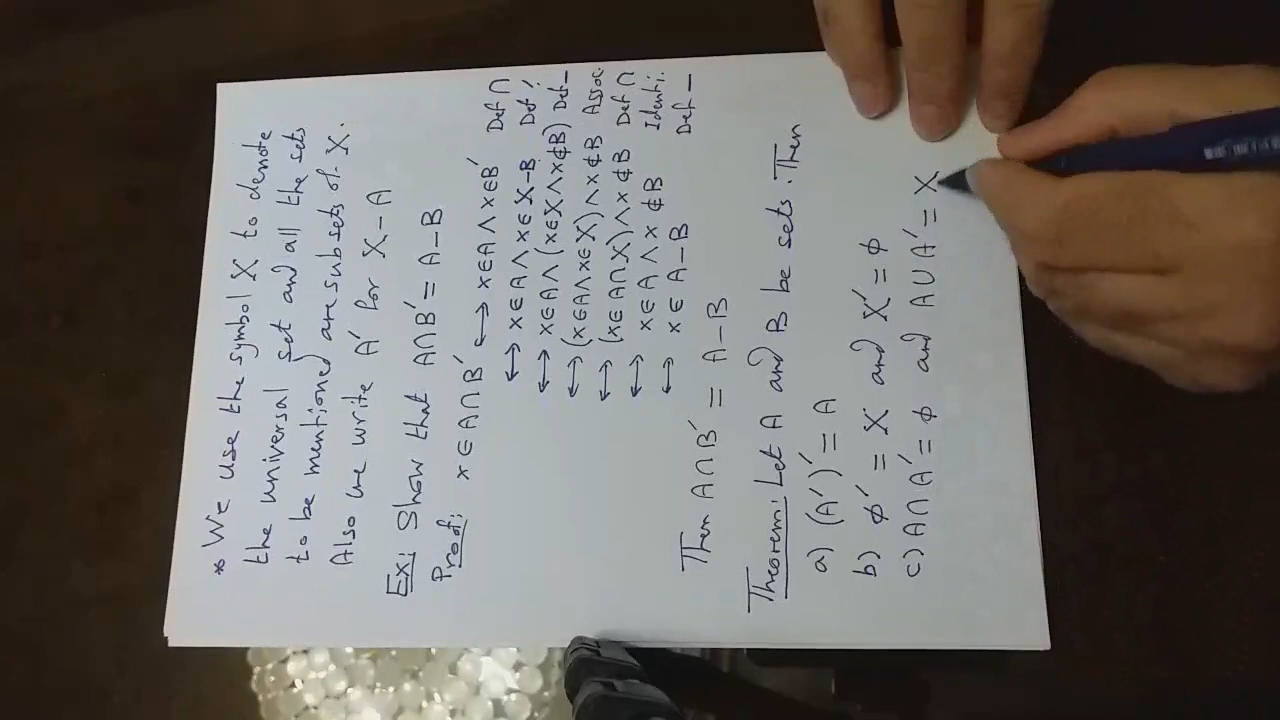 * We use the symbol X to denote
the universal set and all the sets
to be mentioned are subsets of X.
Also we write A' for X-A
Ex: Show that A∩B' = A-B
Proof: x∈A∩B' ⟷ x∈A ∧ x∈B' Def ∩
⟷ x∈A ∧ x∈X-B Def '
⟷ x∈A ∧ (x∈X ∧ x∉B) Def -
⟷ (x∈A ∧ x∈X) ∧ x∉B Assoc.
⟷ (x∈A∩X) ∧ x∉B Def ∩
⟷ x∈A ∧ x∉B Identi.
⟷ x∈A-B Def -
Then A∩B' = A-B
Theorem: Let A and B be sets. Then
a) (A')' = A
b) ϕ' = X and X' = ϕ
c) A∩A' = ϕ and A∪A' = X